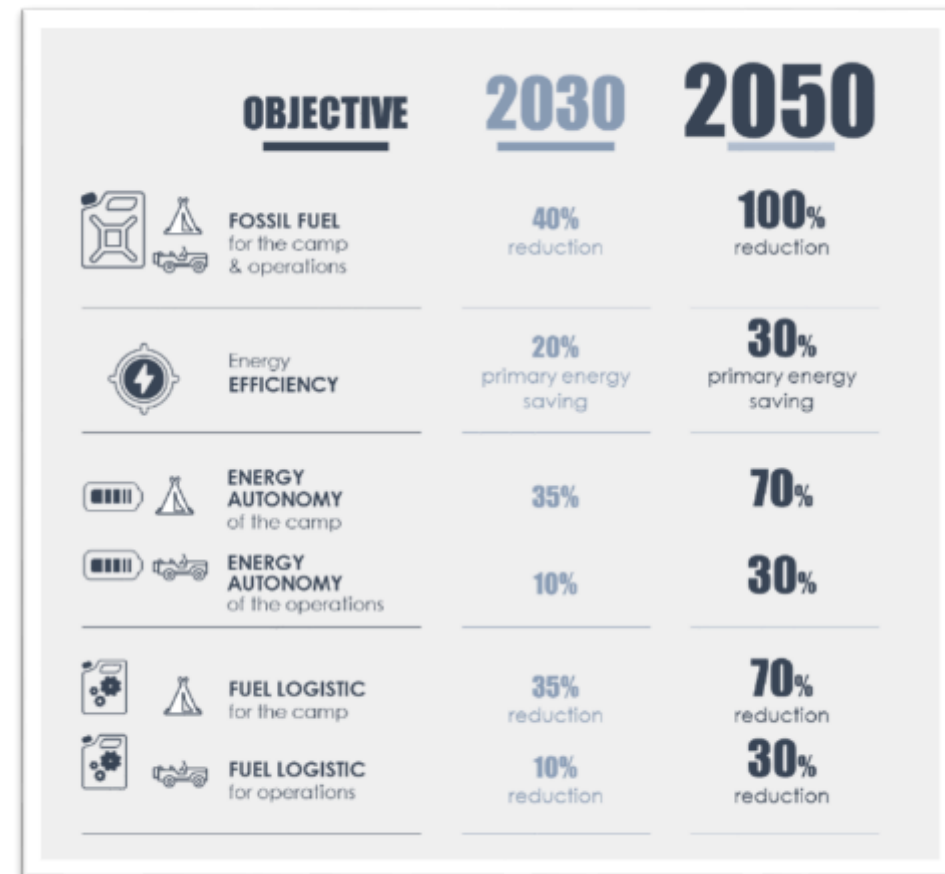 OBJECTIVE 2030 2050
FOSSIL FUEL
for the camp
& operations
40%
reduction
100%
reduction
Energy
EFFICIENCY
20%
primary energy
saving
30%
primary energy
saving
ENERGY
AUTONOMY
of the camp
35%
70%
ENERGY
AUTONOMY
of the operations
10%
30%
FUEL LOGISTIC
for the camp
35%
reduction
70%
reduction
FUEL LOGISTIC
for operations
10%
reduction
30%
reduction